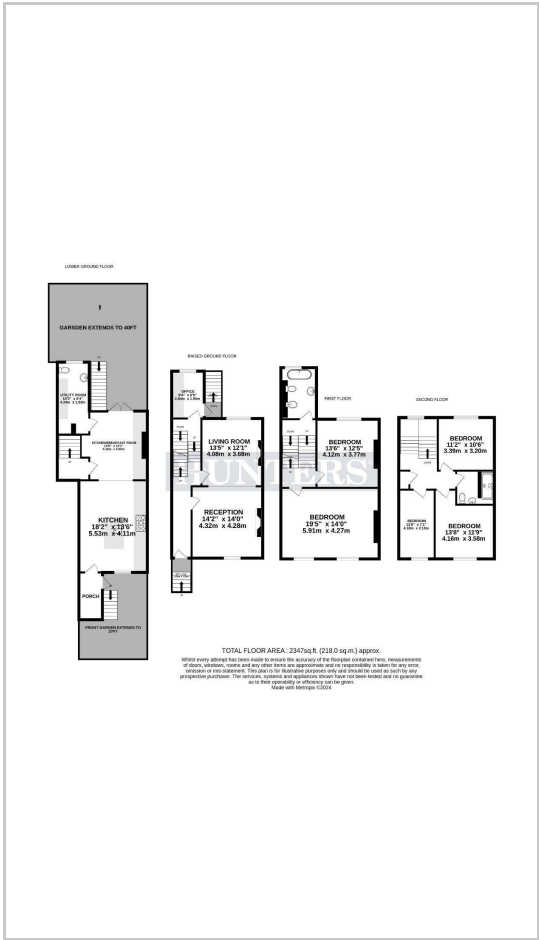 LOWER GROUND FLOOR
GARSDEN EXTENDS TO 40FT
UP
UTILITY ROOM
KITCHEN/BREAKFAST ROOM
KITCHEN
18'2" x 13'6"
5.53m x 4.11m
PORCH
FRONT GARDEN EXTENDS TO
27FT
RAISED GROUND FLOOR
OFFICE
DOWN
LIVING ROOM
13'5" x 12'1"
4.08m x 3.68m
RECEPTION
14'2" x 14'0"
4.32m x 4.28m
FIRST FLOOR
DOWN
BEDROOM
13'6" x 12'5"
4.12m x 3.77m
BEDROOM
19'5" x 14'0"
5.91m x 4.27m
SECOND FLOOR
DOWN
BEDROOM
11'2" x 10'6"
3.39m x 3.20m
BEDROOM
BEDROOM
13'8" x 11'9"
4.16m x 3.58m
HUNTERS
TOTAL FLOOR AREA : 2347sq.ft. (218.0 sq.m.) approx.
Whilst every attempt has been made to ensure the accuracy of the floorplan contained here, measurements
of doors, windows, rooms and any other items are approximate and no responsibility is taken for any error,
omission or mis-statement. This plan is for illustrative purposes only and should be used as such by any
prospective purchaser. The services, systems and appliances shown have not been tested and no guarantee
as to their operability or efficiency can be given.
Made with Metropix ©2024